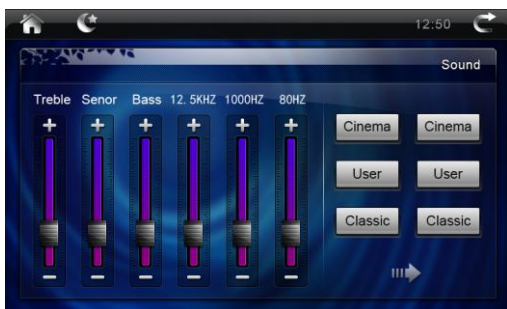 12:50
Sound
Treble Senor Bass 12. 5KHZ 1000HZ 80HZ
+ + + + + +
Cinema Cinema
User User
Classic Classic
- - - - - -